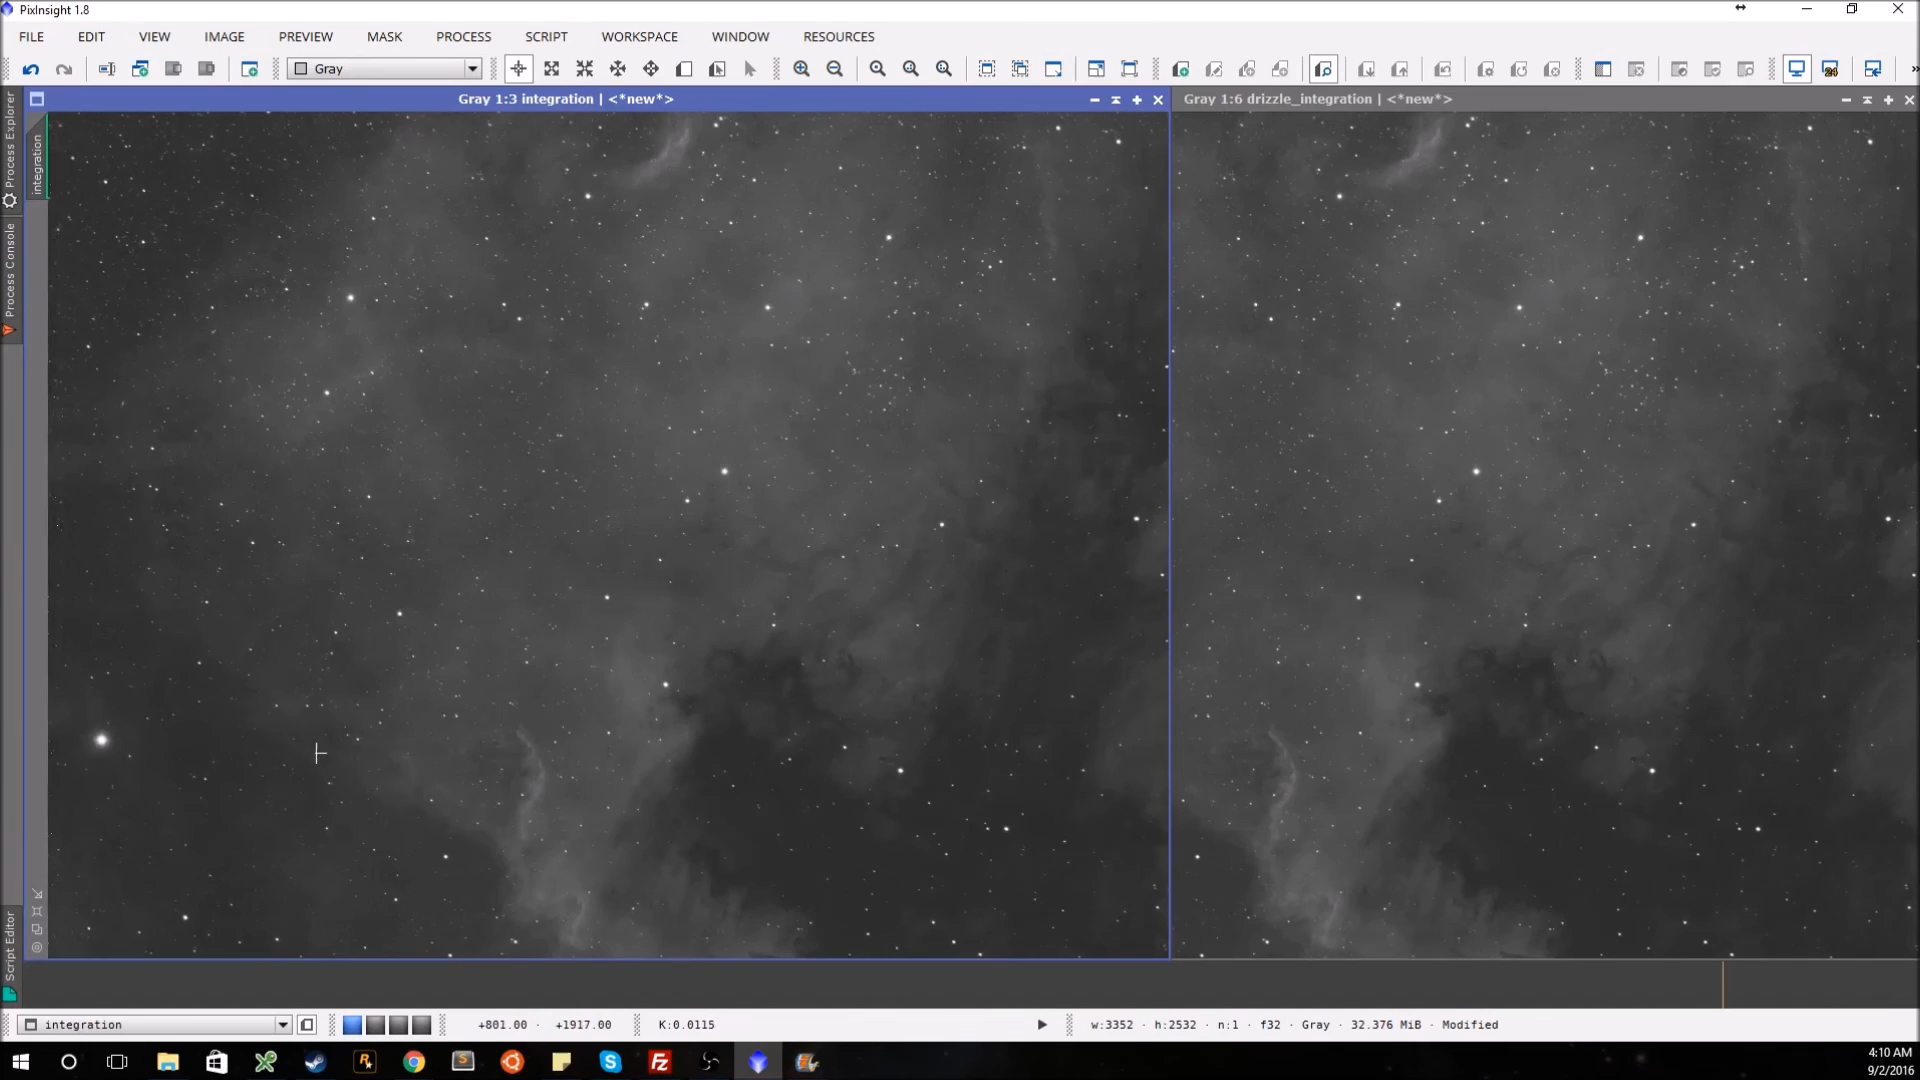 PixInsight 1.8
FILE EDIT VIEW IMAGE PREVIEW MASK PROCESS SCRIPT WORKSPACE WINDOW RESOURCES
Gray
24
Gray 1:3 integration | <*new*>
Gray 1:6 drizzle_integration | <*new*>
Process Explorer
integration
Process Console
Script Editor
integration
+801.00 · +1917.00
K:0.0115
w:3352 · h:2532 · n:1 · f32 · Gray · 32.376 MiB · Modified
4:10 AM
9/2/2016